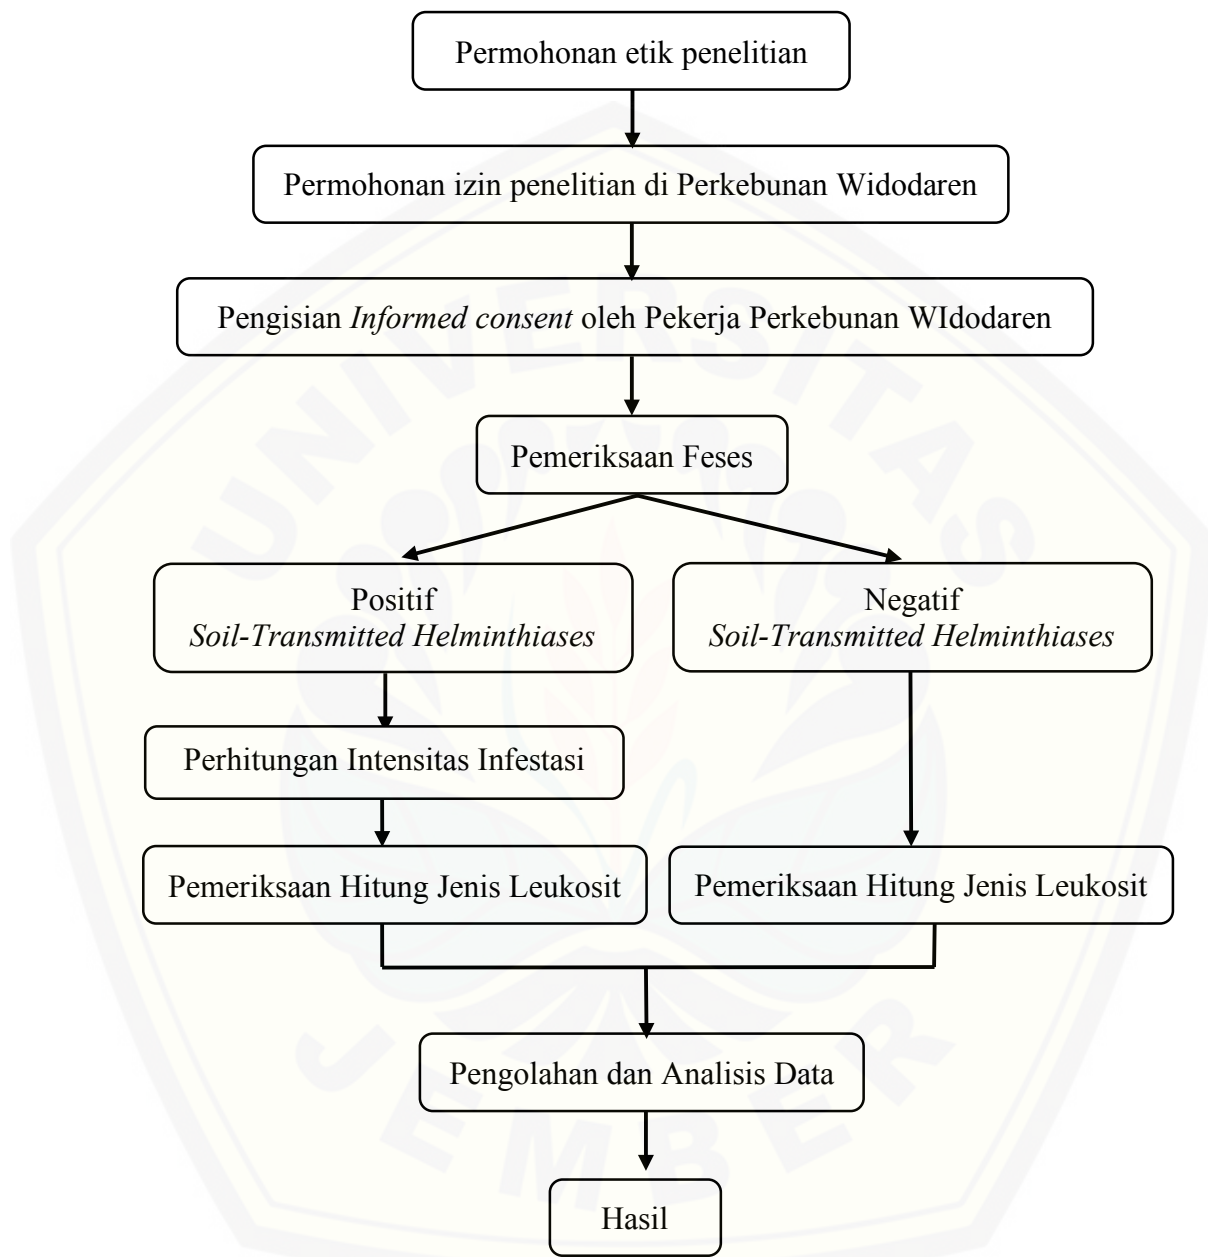 Permohonan etik penelitian
Permohonan izin penelitian di Perkebunan Widodaren
Pengisian Informed consent oleh Pekerja Perkebunan WIdodaren
Pemeriksaan Feses
Positif
Soil-Transmitted Helminthiases
Negatif
Soil-Transmitted Helminthiases
Perhitungan Intensitas Infestasi
Pemeriksaan Hitung Jenis Leukosit
Pemeriksaan Hitung Jenis Leukosit
Pengolahan dan Analisis Data
Hasil
UNIVERSITAS
JEMBER